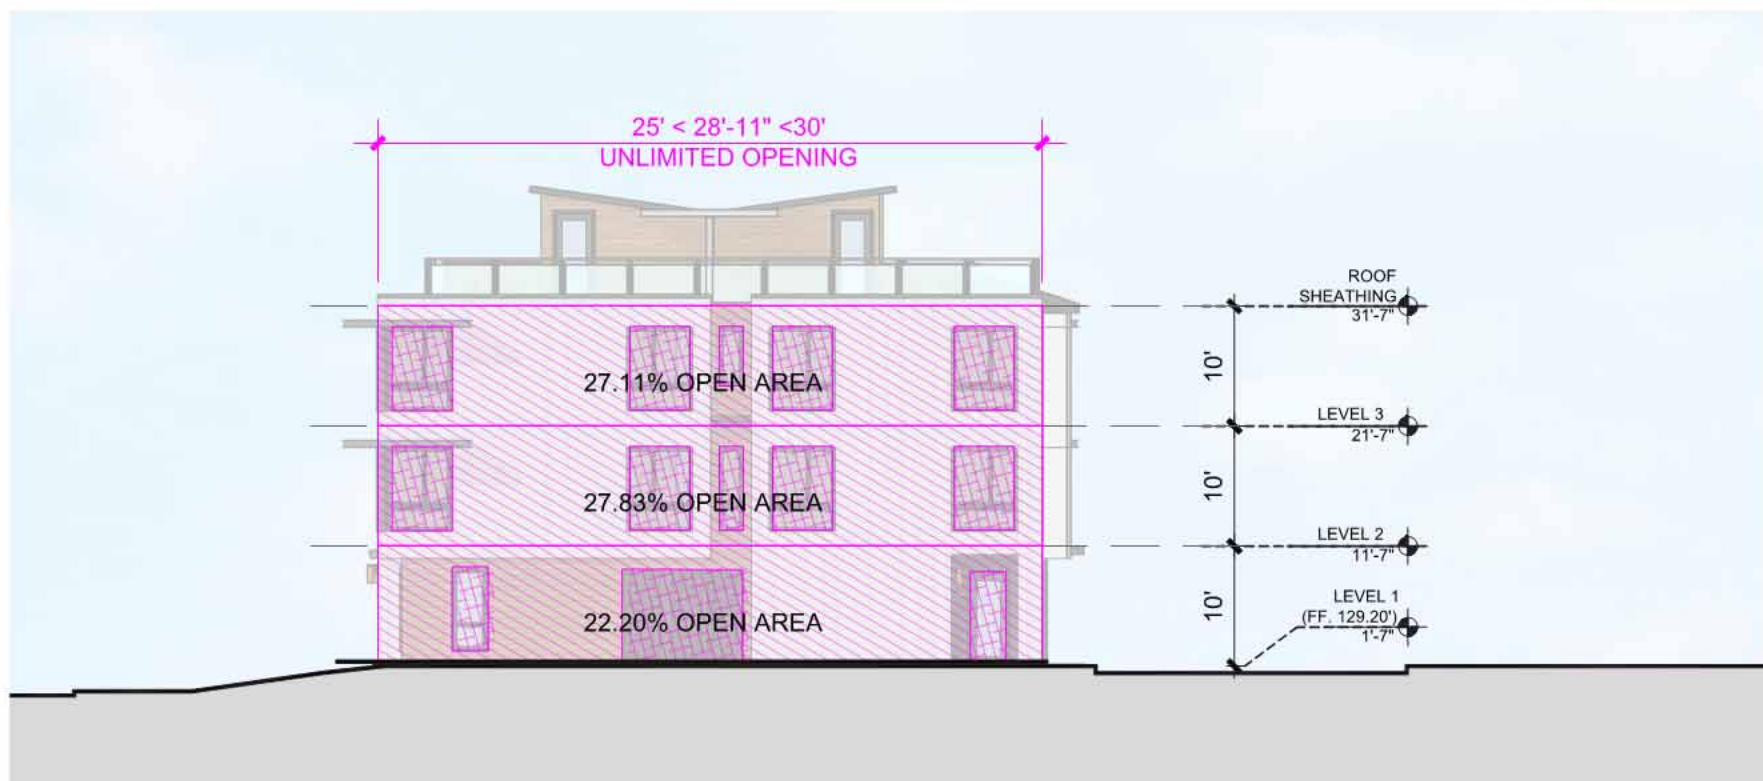 25' < 28'-11" <30'
UNLIMITED OPENING
ROOF
SHEATHING
31'-7"
10'
27.11% OPEN AREA
LEVEL 3
21'-7"
10'
27.83% OPEN AREA
LEVEL 2
11'-7"
10'
22.20% OPEN AREA
LEVEL 1
(FF. 129.20')
1'-7"